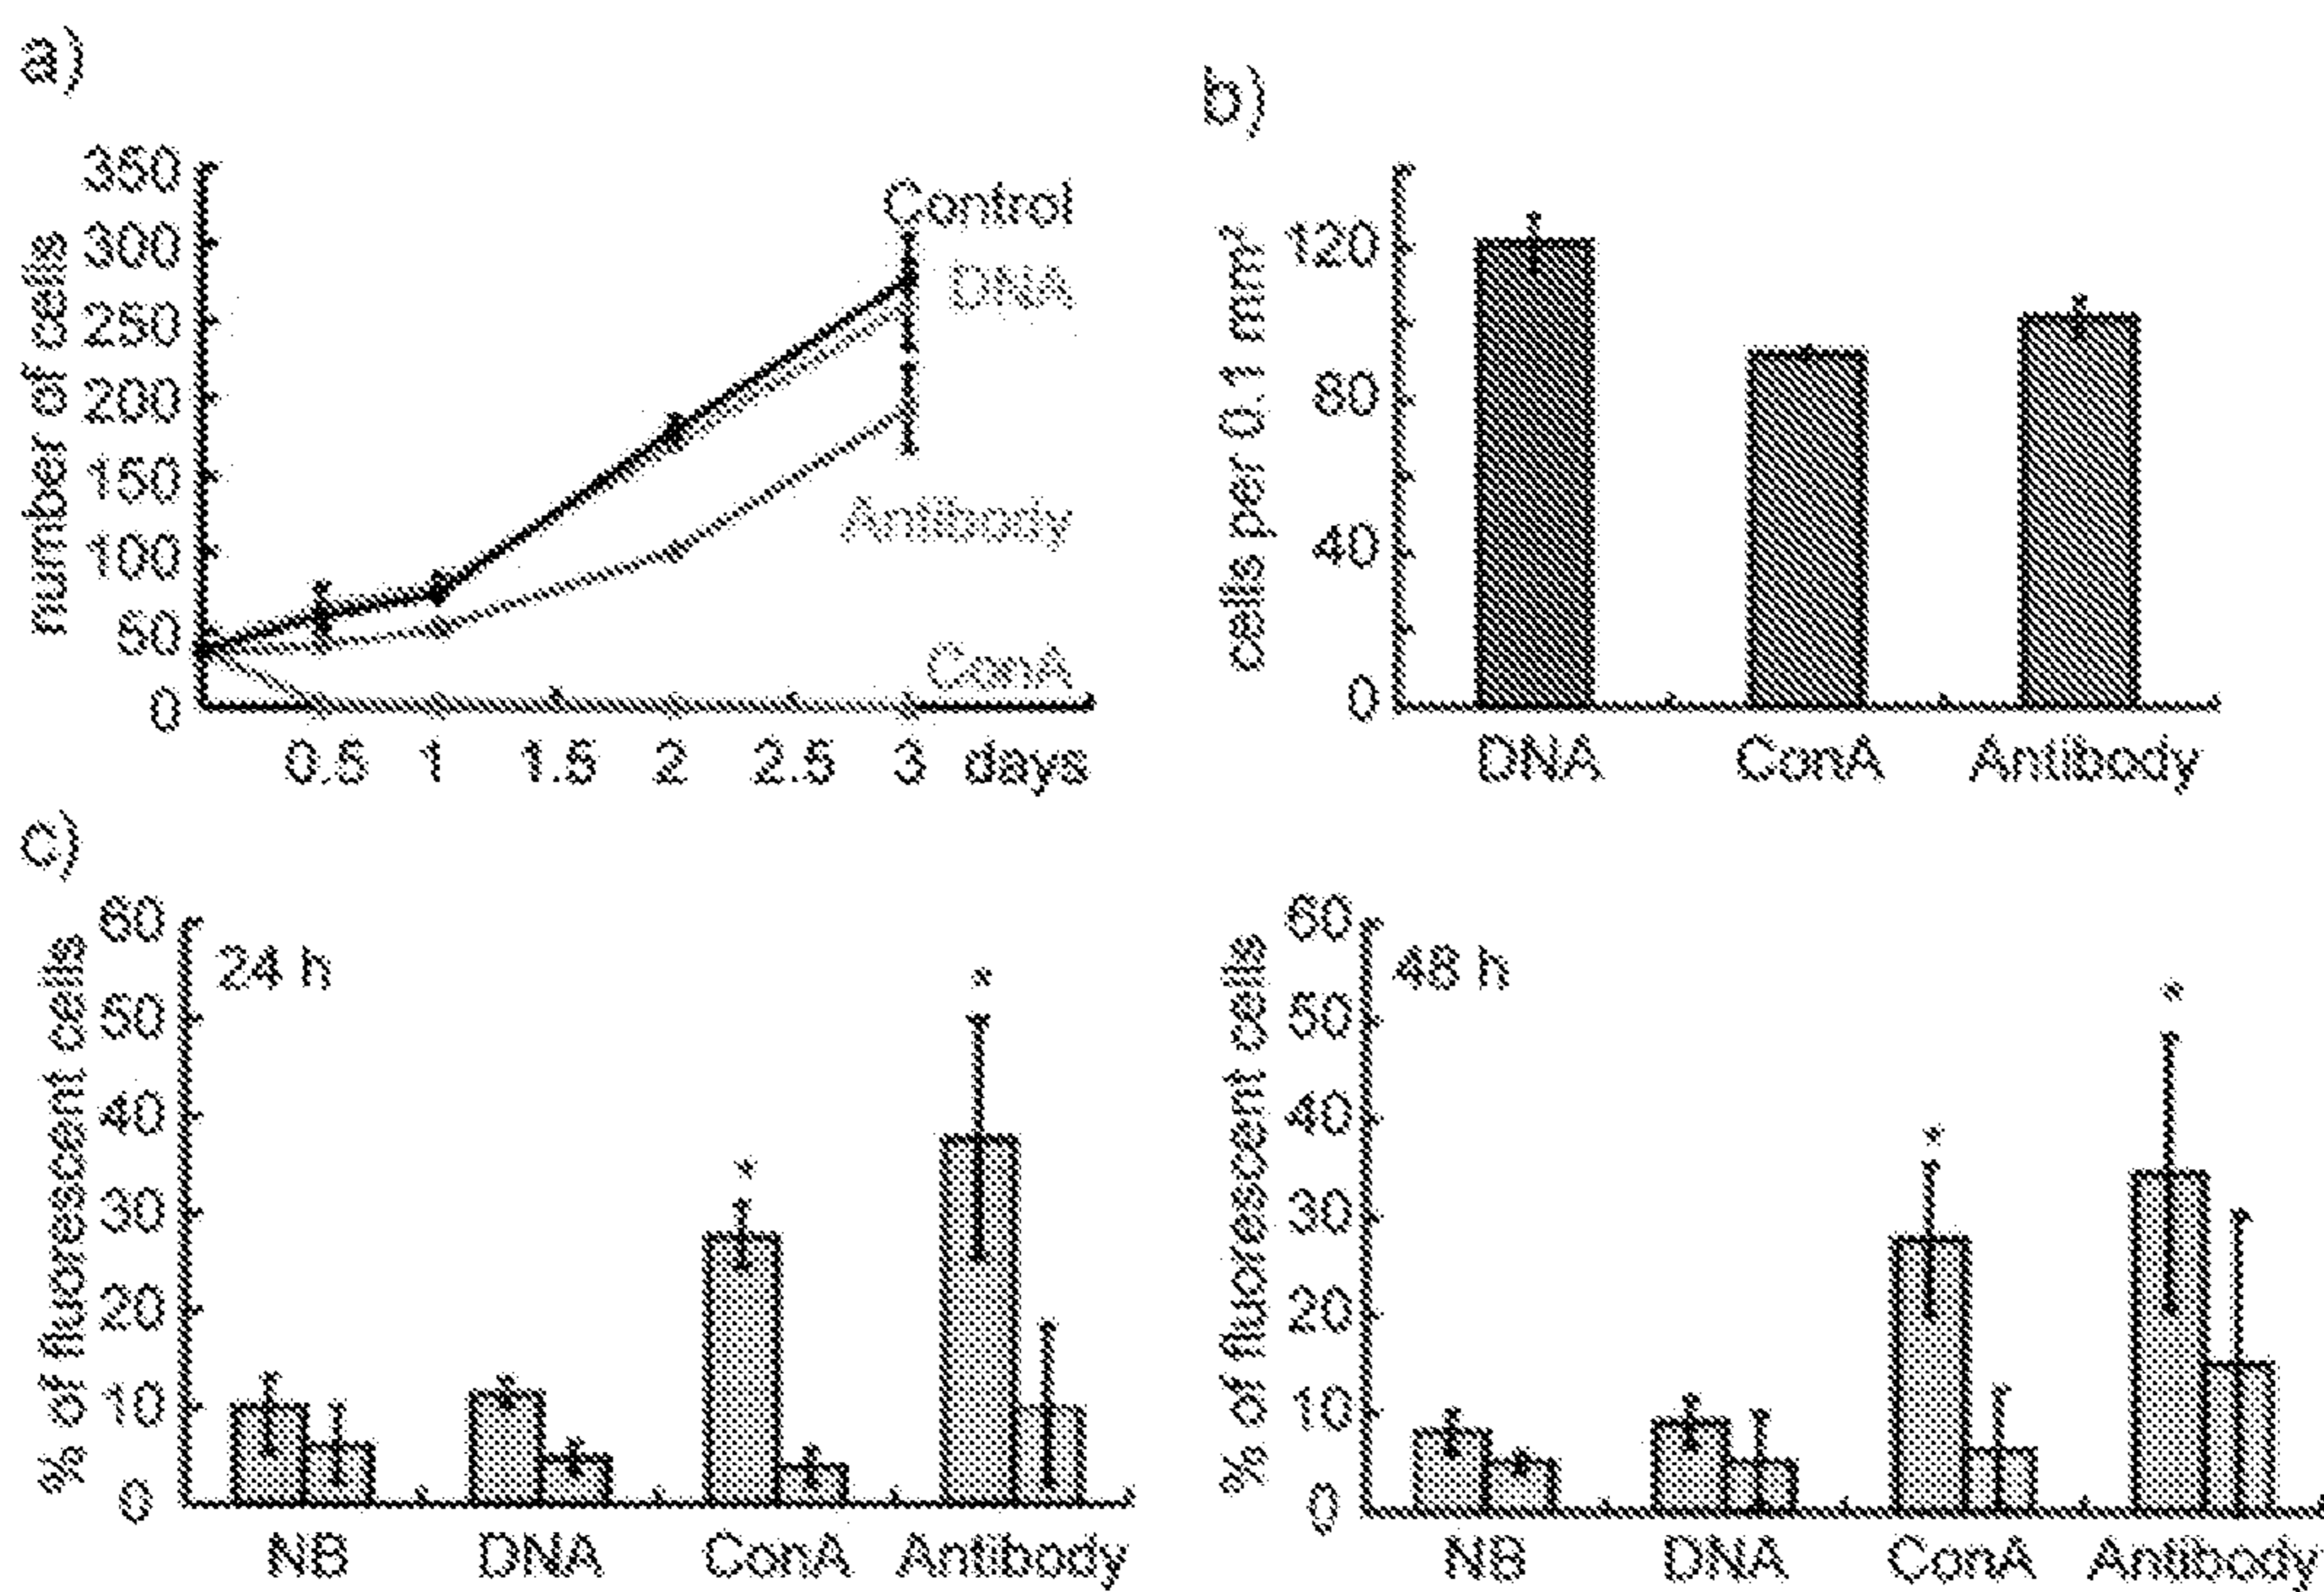 a)
number of cells
350
300
250
200
150
100
50
0
Control
DNA
Antibody
ConA
0.5 1 1.5 2 2.5 3 days
b)
cells per 0.1 mm²
120
80
40
0
DNA ConA Antibody
c)
% of fluorescent cells
60
50
40
30
20
10
0
24 h
*
*
NB DNA ConA Antibody
% of fluorescent cells
60
50
40
30
20
10
0
48 h
*
*
NB DNA ConA Antibody